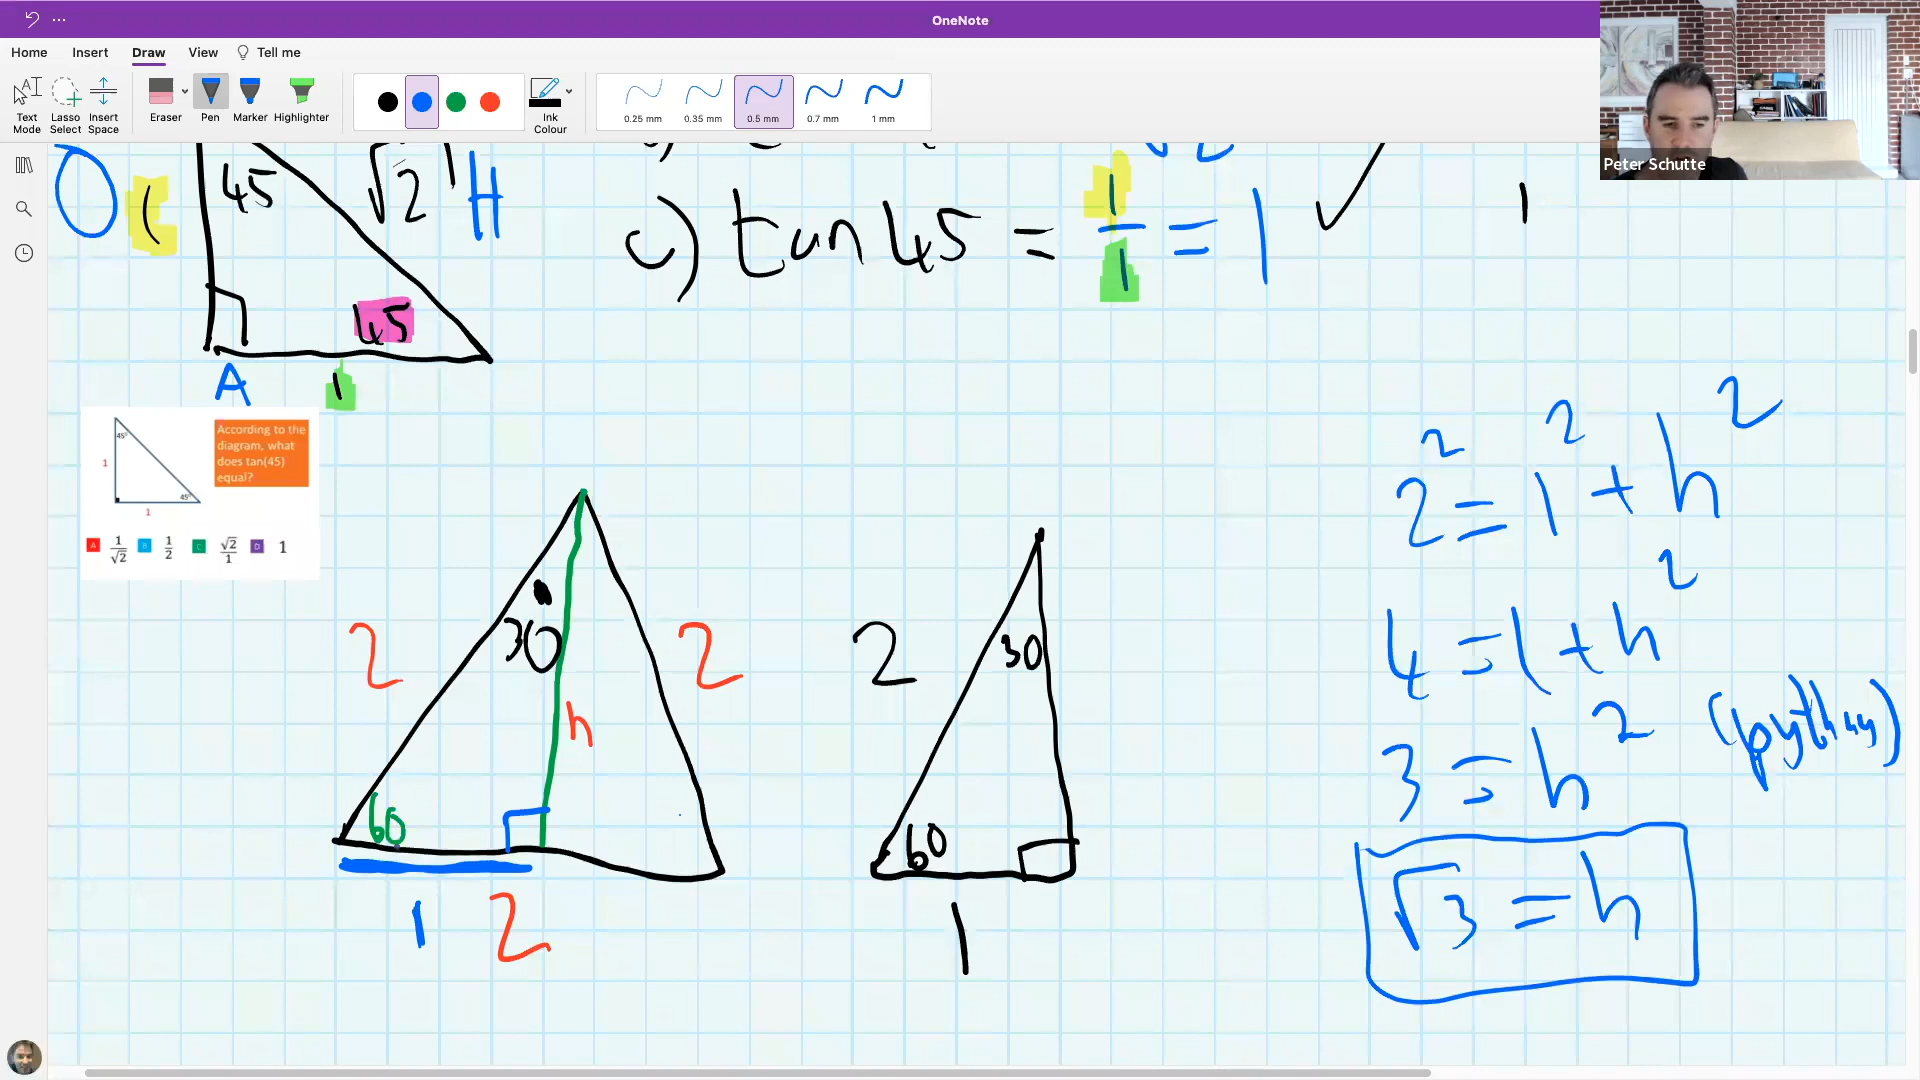 OneNote
Home Insert Draw View Tell me
Text Mode
Lasso Select
Insert Space
Eraser
Pen
Marker
Highlighter
Ink Colour
0.25 mm
0.35 mm
0.5 mm
0.7 mm
1 mm
Peter Schutte
O 1 45 √2 H
45
A 1
c) tan 45 = 1/1 = 1
1
According to the
diagram, what
does tan(45)
equal?
45°
1
45°
1
A 1/√2 B 1/2 C √2/1 D 1
2 30 h 2
60
1 2
2 30
60
1
2² = 1² + h²
4 = 1 + h²
3 = h²
√3 = h